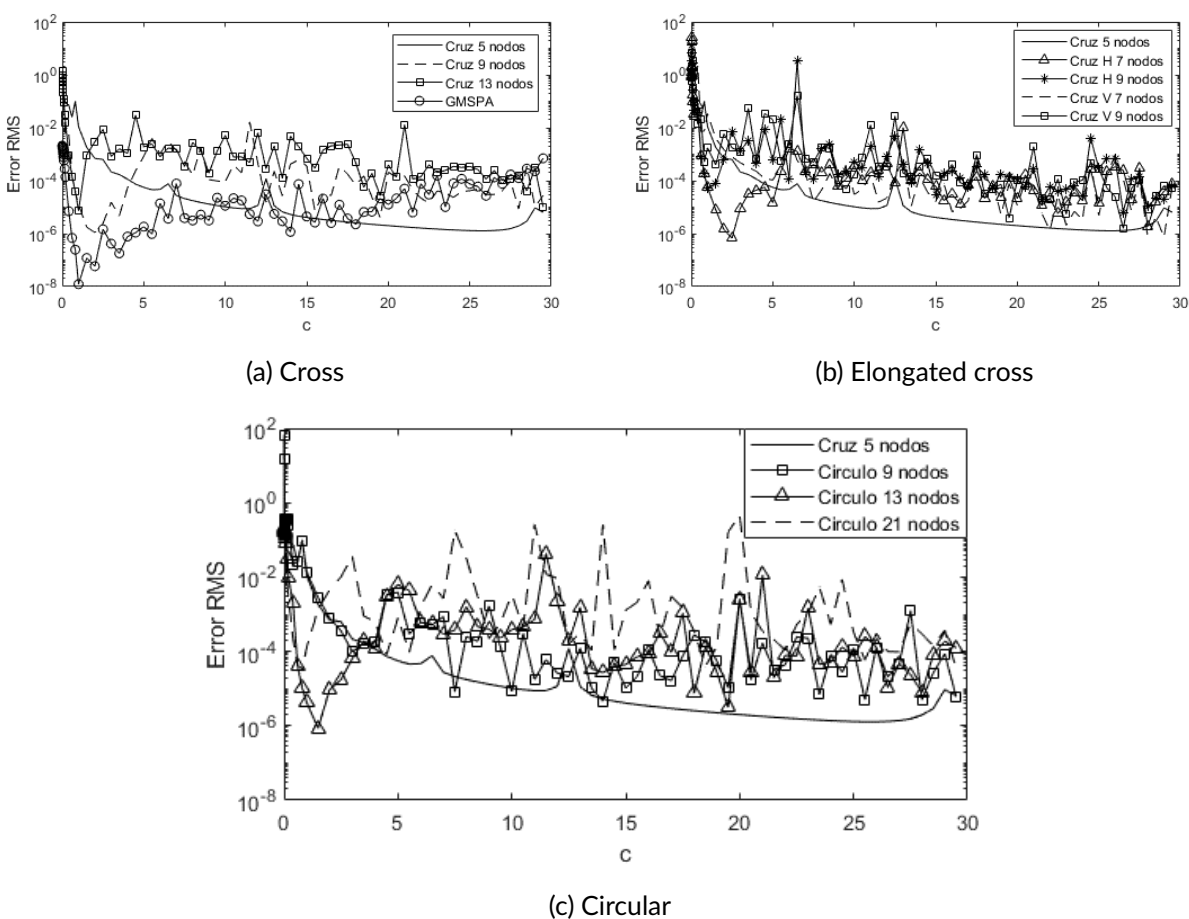 10^2
10^0
10^-2
10^-4
10^-6
10^-8
Error RMS
0 5 10 15 20 25 30
c
Cruz 5 nodos
Cruz 9 nodos
Cruz 13 nodos
GMSPA
(a) Cross
10^2
10^0
10^-2
10^-4
10^-6
10^-8
Error RMS
0 5 10 15 20 25 30
c
Cruz 5 nodos
Cruz H 7 nodos
Cruz H 9 nodos
Cruz V 7 nodos
Cruz V 9 nodos
(b) Elongated cross
10^2
10^0
10^-2
10^-4
10^-6
10^-8
Error RMS
0 5 10 15 20 25 30
c
Cruz 5 nodos
Circulo 9 nodos
Circulo 13 nodos
Circulo 21 nodos
(c) Circular